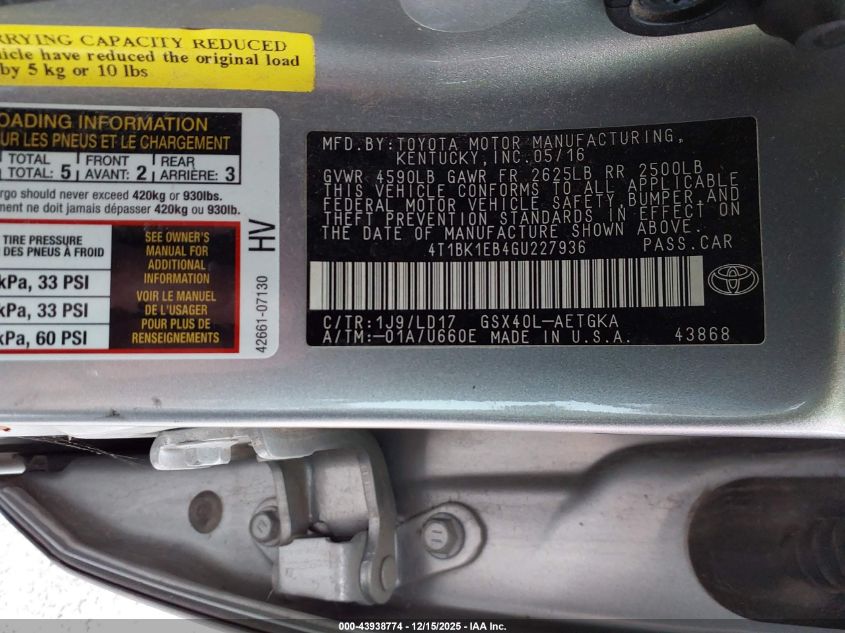 RRYING CAPACITY REDUCED
hicle have reduced the original load
by 5 kg or 10 lbs
OADING INFORMATION
UR LES PNEUS ET LE CHARGEMENT
TOTAL
TOTAL: 5
FRONT
AVANT: 2
REAR
ARRIÈRE: 3
rgo should never exceed 420kg or 930lbs.
ment ne doit jamais dépasser 420kg ou 930lb.
TIRE PRESSURE
DES PNEUS À FROID
kPa, 33 PSI
kPa, 33 PSI
kPa, 60 PSI
SEE OWNER'S
MANUAL FOR
ADDITIONAL
INFORMATION
VOIR LE MANUEL
DE L'USAGER
POUR PLUS DE
RENSEIGNEMENTS
HV
42661-07130
MFD.BY:TOYOTA MOTOR MANUFACTURING,
KENTUCKY, INC.05/16
GVWR 4590LB GAWR FR 2625LB RR 2500LB
THIS VEHICLE CONFORMS TO ALL APPLICABLE
FEDERAL MOTOR VEHICLE SAFETY,BUMPER,AND
THEFT PREVENTION STANDARDS IN EFFECT ON
THE DATE OF MANUFACTURE SHOWN ABOVE.
4T1BK1EB4GU227936 PASS.CAR
C/TR:1J9/LD17 GSX40L-AETGKA
A/TM:-01A/U660E MADE IN U.S.A. 43868
000-43938774 - 12/15/2025 - IAA Inc.